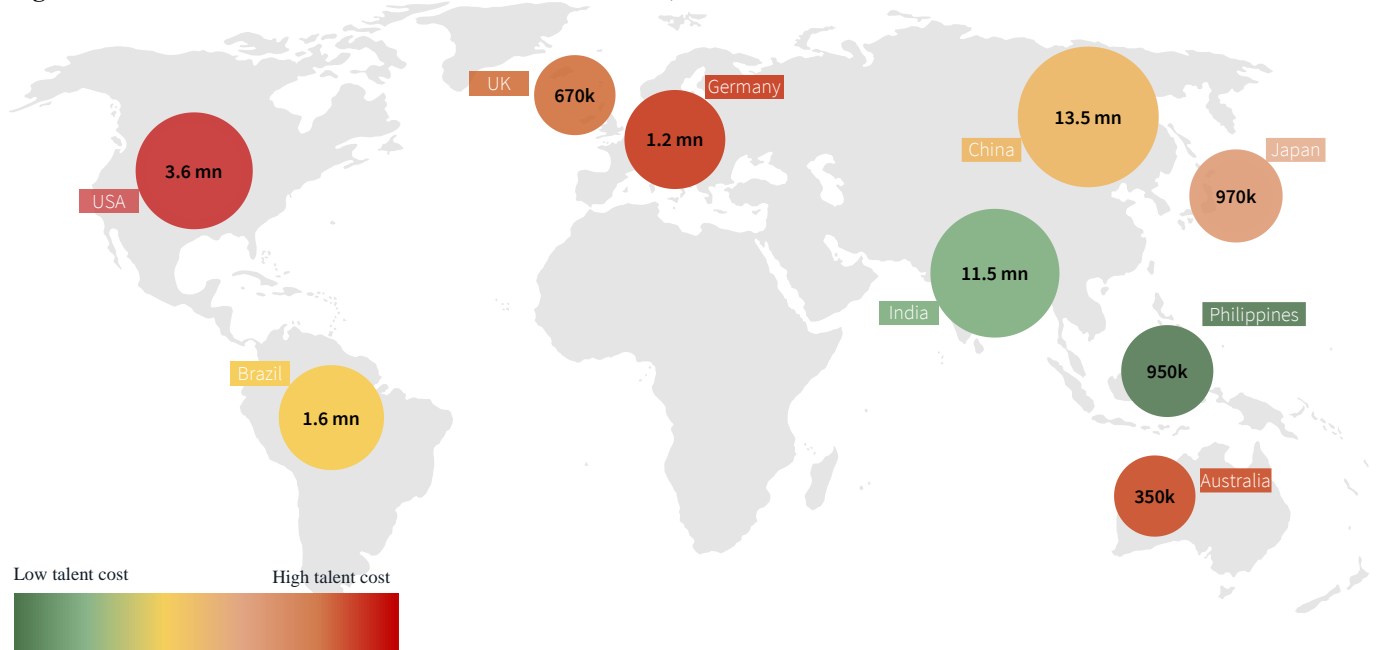 UK
670k
Germany
1.2 mn
13.5 mn
China
Japan
970k
3.6 mn
USA
11.5 mn
India
Philippines
950k
Brazil
1.6 mn
Australia
350k
Low talent cost
High talent cost